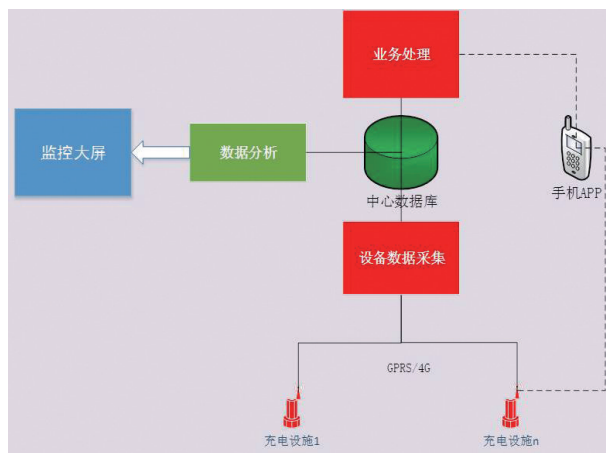 业务处理
监控大屏
数据分析
中心数据库
手机APP
设备数据采集
GPRS/4G
充电设施1
充电设施n